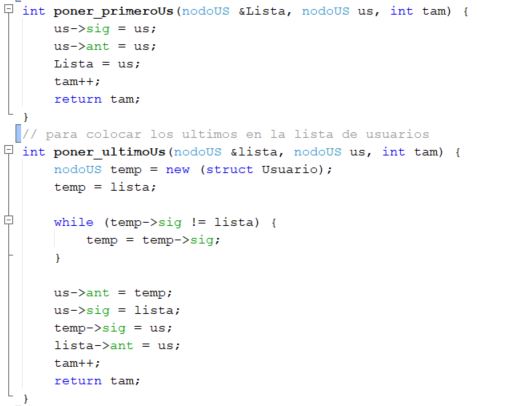 int poner_primeroUs(nodoUS &Lista, nodoUS us, int tam) {
    us->sig = us;
    us->ant = us;
    Lista = us;
    tam++;
    return tam;
}
// para colocar los ultimos en la lista de usuarios
int poner_ultimoUs(nodoUS &lista, nodoUS us, int tam) {
    nodoUS temp = new (struct Usuario);
    temp = lista;
    while (temp->sig != lista) {
        temp = temp->sig;
    }
    us->ant = temp;
    us->sig = lista;
    temp->sig = us;
    lista->ant = us;
    tam++;
    return tam;
}